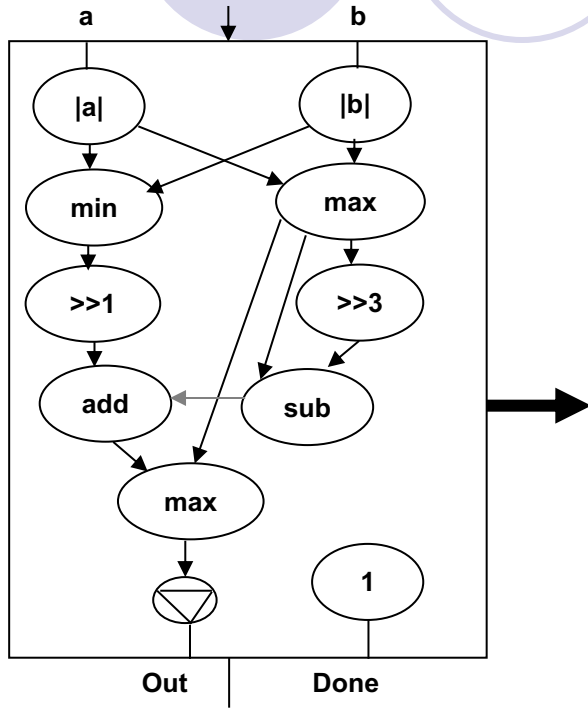 a b
|a| |b|
min max
>>1 >>3
add sub
max
1
Out Done